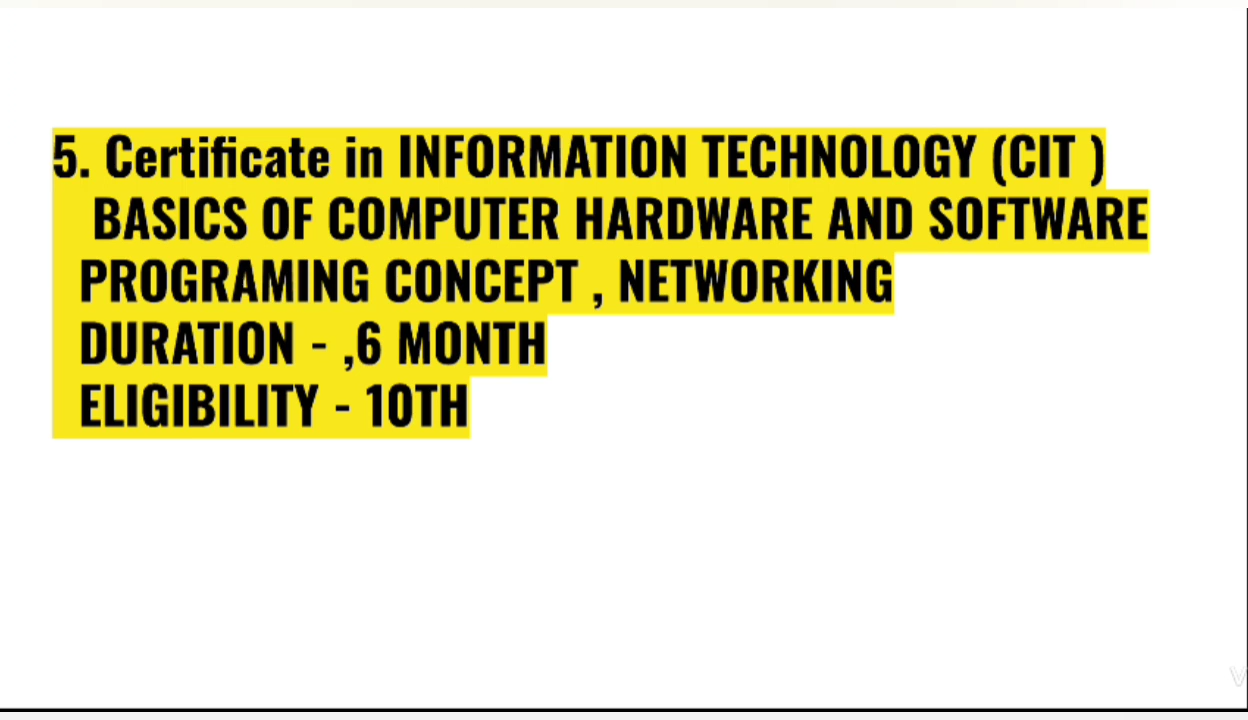 5. Certificate in INFORMATION TECHNOLOGY (CIT )
BASICS OF COMPUTER HARDWARE AND SOFTWARE
PROGRAMING CONCEPT , NETWORKING
DURATION - ,6 MONTH
ELIGIBILITY - 10TH